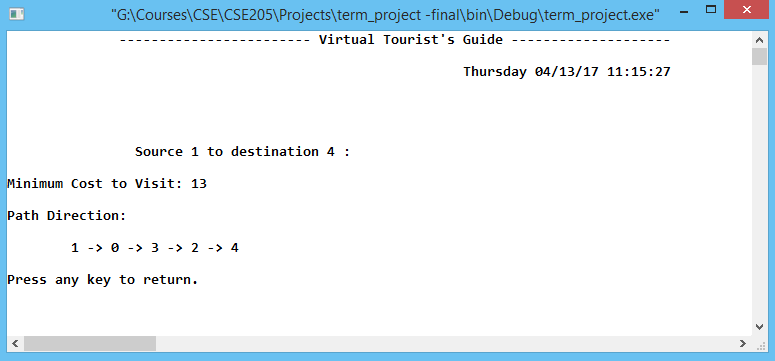 "G:\Courses\CSE\CSE205\Projects\term_project -final\bin\Debug\term_project.exe"
------------------------ Virtual Tourist's Guide --------------------
Thursday 04/13/17 11:15:27
Source 1 to destination 4 :
Minimum Cost to Visit: 13
Path Direction:
1 -> 0 -> 3 -> 2 -> 4
Press any key to return.